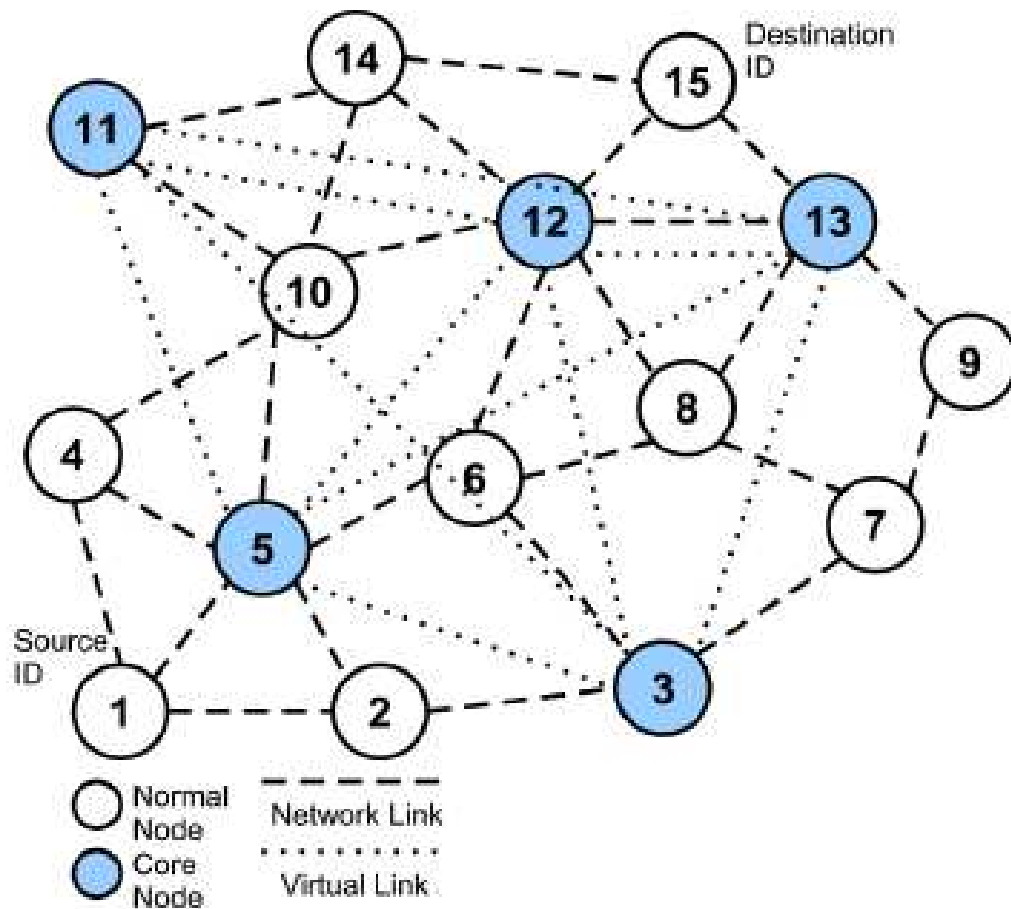 14
15
Destination
ID
11
12
13
10
9
8
4
6
7
5
Source
ID
3
1
2
Normal
Node
Network Link
Core
Node
Virtual Link